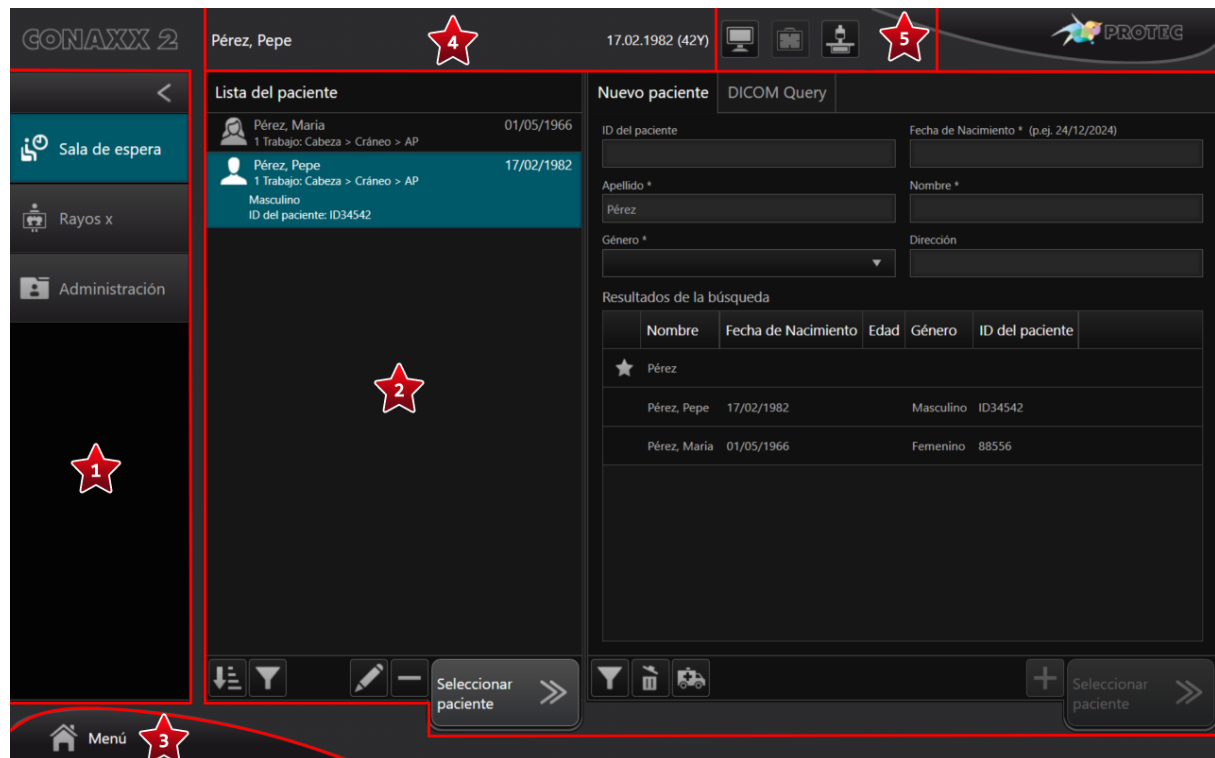 CONAXX 2
Pérez, Pepe
4
17.02.1982 (42Y)
5
PROTEC
Sala de espera
Rayos x
Administración
1
Lista del paciente
Pérez, Maria 01/05/1966
1 Trabajo: Cabeza > Cráneo > AP
Pérez, Pepe 17/02/1982
1 Trabajo: Cabeza > Cráneo > AP
Masculino
ID del paciente: ID34542
2
Seleccionar
paciente
Nuevo paciente DICOM Query
ID del paciente Fecha de Nacimiento * (p.ej. 24/12/2024)
Apellido * Nombre *
Pérez
Género * Dirección
Resultados de la búsqueda
Nombre Fecha de Nacimiento Edad Género ID del paciente
Pérez
Pérez, Pepe 17/02/1982 Masculino ID34542
Pérez, Maria 01/05/1966 Femenino 88556
Seleccionar
paciente
Menú
3